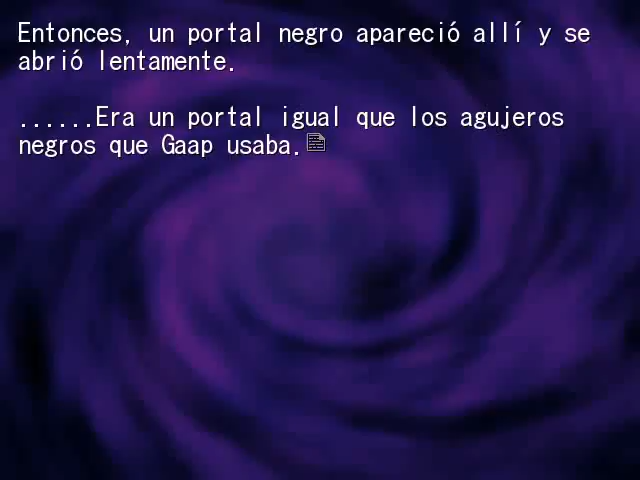 Entonces, un portal negro apareció allí y se
abrió lentamente.
......Era un portal igual que los agujeros
negros que Gaap usaba.